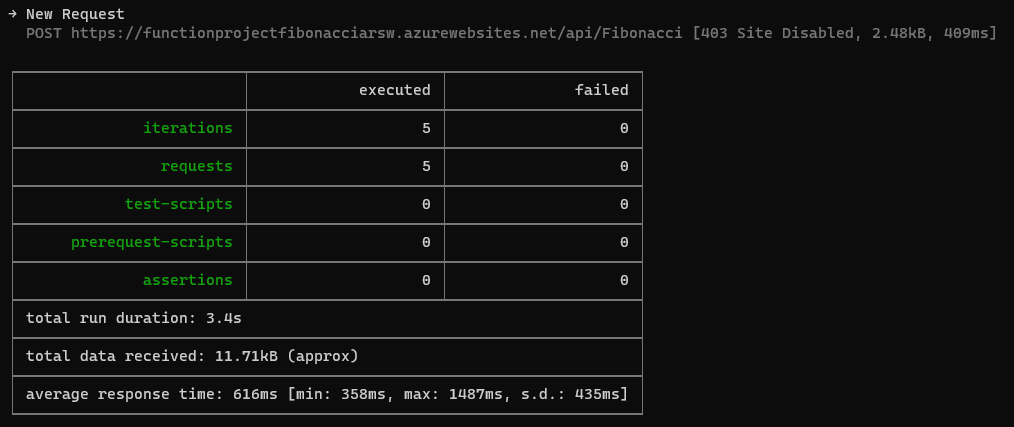 → New Request
POST https://functionprojectfibonacciarsw.azurewebsites.net/api/Fibonacci [403 Site Disabled, 2.48kB, 409ms]
executed failed
iterations 5 0
requests 5 0
test-scripts 0 0
prerequest-scripts 0 0
assertions 0 0
total run duration: 3.4s
total data received: 11.71kB (approx)
average response time: 616ms [min: 358ms, max: 1487ms, s.d.: 435ms]